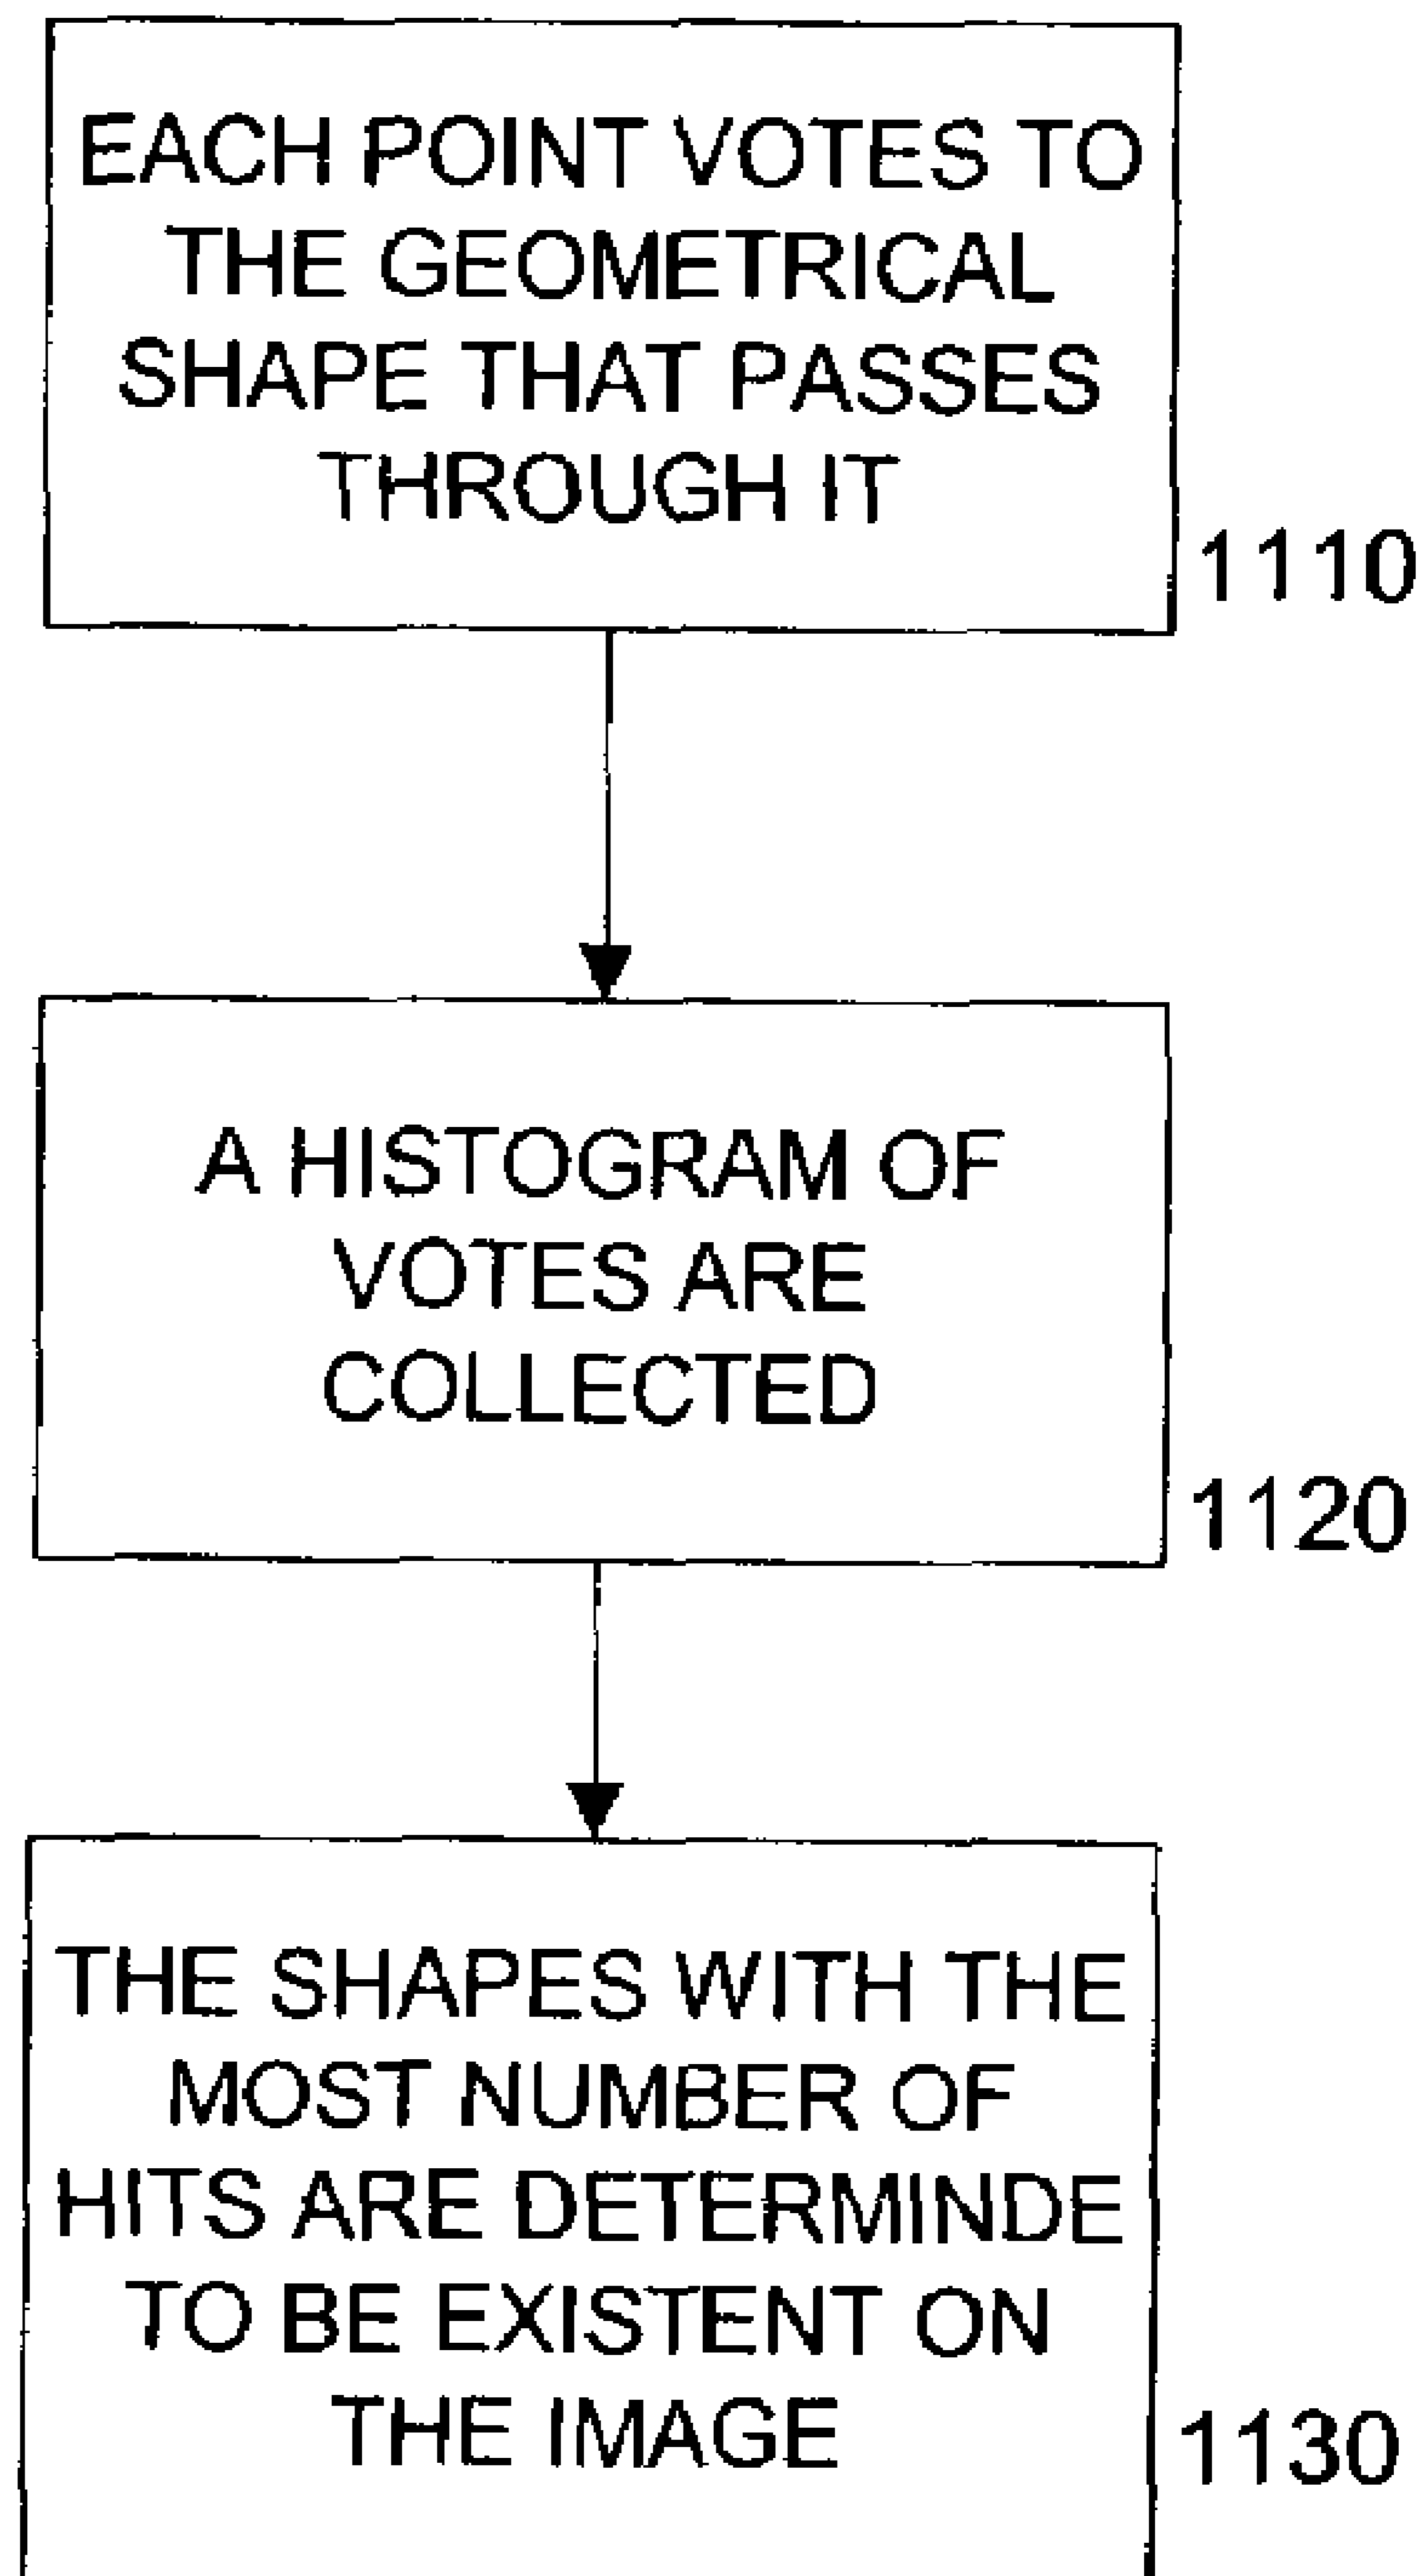 EACH POINT VOTES TO
THE GEOMETRICAL
SHAPE THAT PASSES
THROUGH IT
1110
A HISTOGRAM OF
VOTES ARE
COLLECTED
1120
THE SHAPES WITH THE
MOST NUMBER OF
HITS ARE DETERMINDE
TO BE EXISTENT ON
THE IMAGE
1130